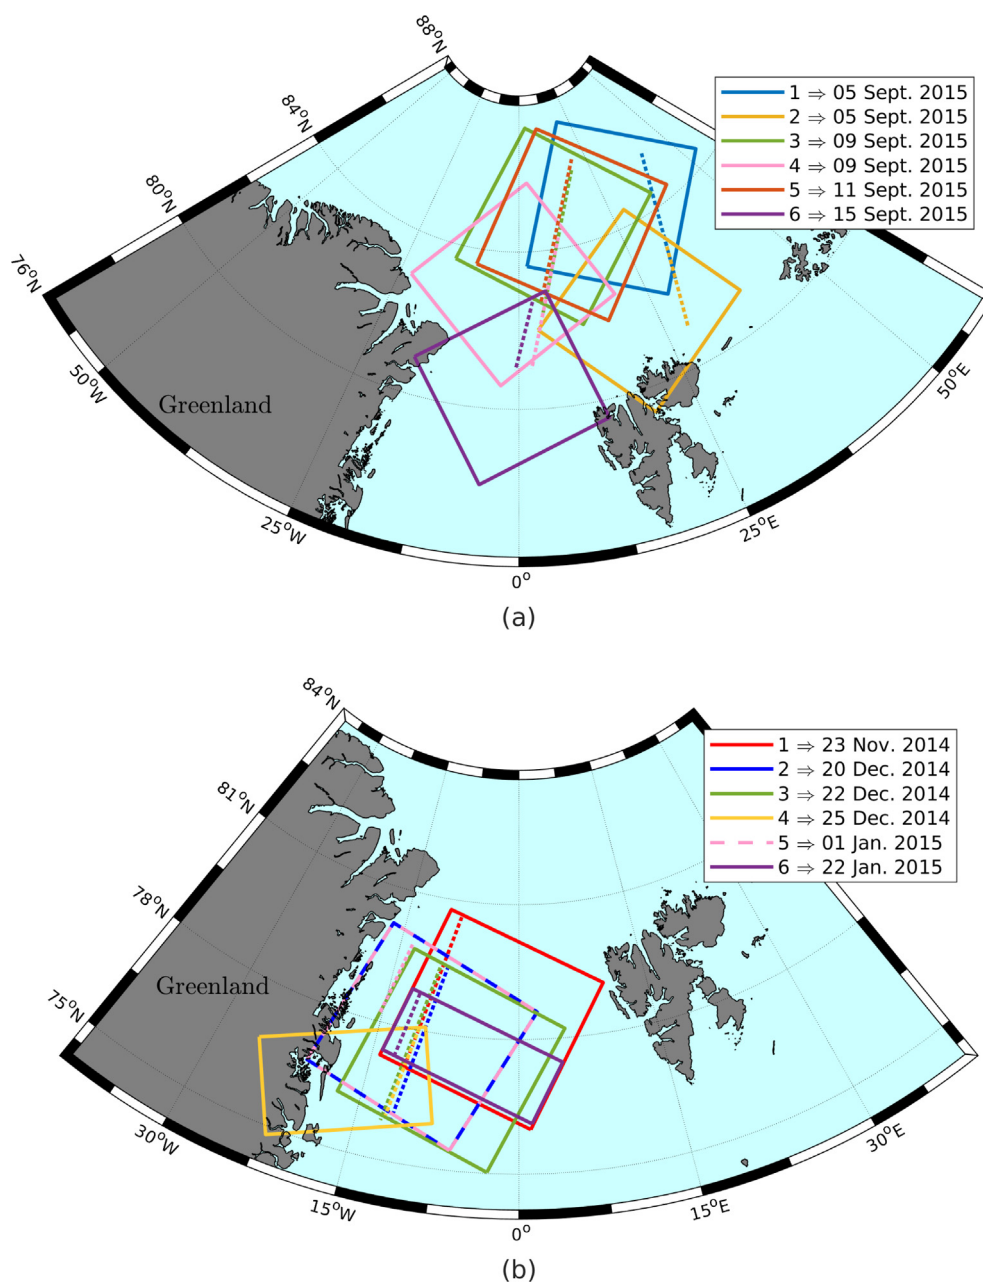 88°N
84°N
80°N
76°N
1 ⇒ 05 Sept. 2015
2 ⇒ 05 Sept. 2015
3 ⇒ 09 Sept. 2015
4 ⇒ 09 Sept. 2015
5 ⇒ 11 Sept. 2015
6 ⇒ 15 Sept. 2015
Greenland
50°W
25°W
0°
25°E
50°E
(a)
84°N
81°N
78°N
75°N
1 ⇒ 23 Nov. 2014
2 ⇒ 20 Dec. 2014
3 ⇒ 22 Dec. 2014
4 ⇒ 25 Dec. 2014
5 ⇒ 01 Jan. 2015
6 ⇒ 22 Jan. 2015
Greenland
30°W
15°W
0°
15°E
30°E
(b)